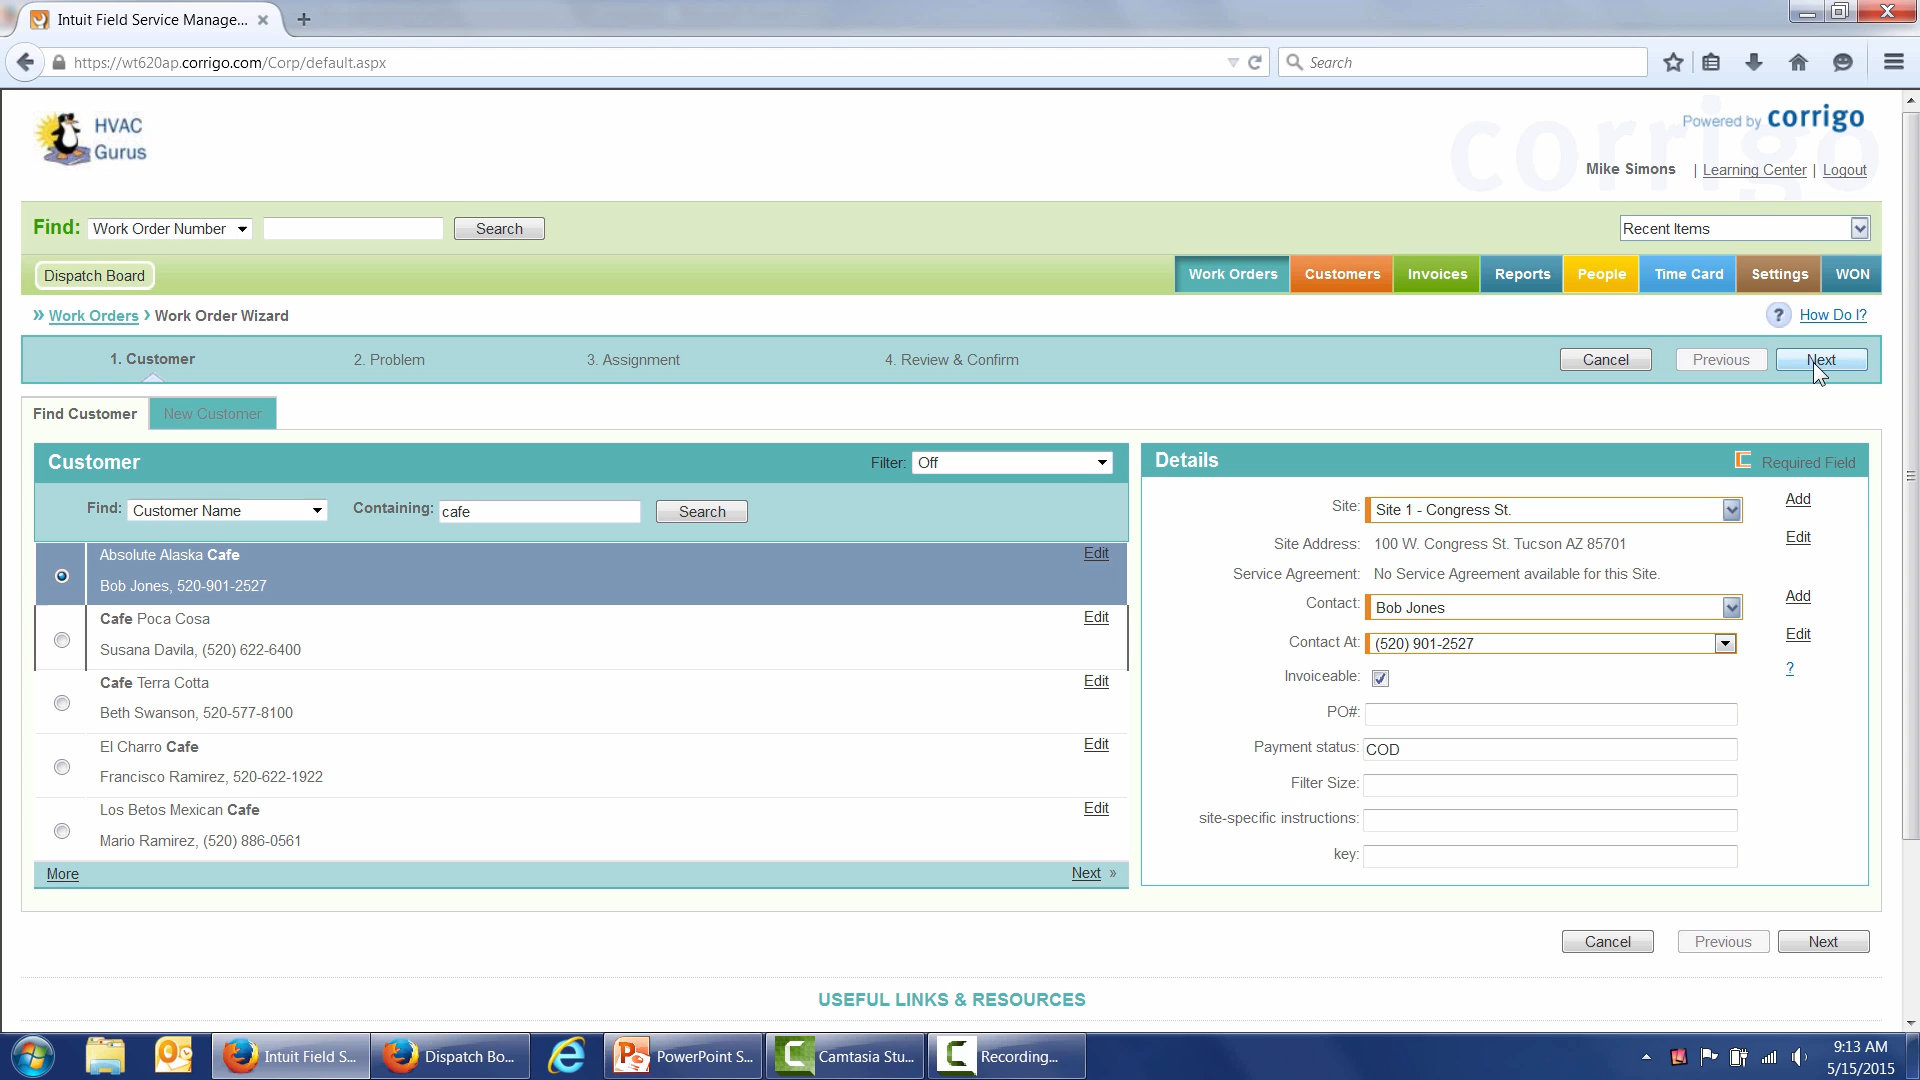 Intuit Field Service Manage...
https://wt620ap.corrigo.com/Corp/default.aspx
Search
HVAC
Gurus
corrigo
Powered by corrigo
Mike Simons | Learning Center | Logout
Find: Work Order Number Search Recent Items
Dispatch Board Work Orders Customers Invoices Reports People Time Card Settings WON
» Work Orders › Work Order Wizard ? How Do I?
1. Customer 2. Problem 3. Assignment 4. Review & Confirm Cancel Previous Next
Find Customer New Customer
Customer Filter: Off
Find: Customer Name Containing: cafe Search
Absolute Alaska Cafe Edit
Bob Jones, 520-901-2527
Cafe Poca Cosa Edit
Susana Davila, (520) 622-6400
Cafe Terra Cotta Edit
Beth Swanson, 520-577-8100
El Charro Cafe Edit
Francisco Ramirez, 520-622-1922
Los Betos Mexican Cafe Edit
Mario Ramirez, (520) 886-0561
More Next »
Details Required Field
Site: Site 1 - Congress St. Add
Site Address: 100 W. Congress St. Tucson AZ 85701 Edit
Service Agreement: No Service Agreement available for this Site.
Contact: Bob Jones Add
Contact At: (520) 901-2527 Edit
Invoiceable: ?
PO#:
Payment status: COD
Filter Size:
site-specific instructions:
key:
Cancel Previous Next
USEFUL LINKS & RESOURCES
Intuit Field S... Dispatch Bo... PowerPoint S... Camtasia Stu... Recording...
9:13 AM
5/15/2015